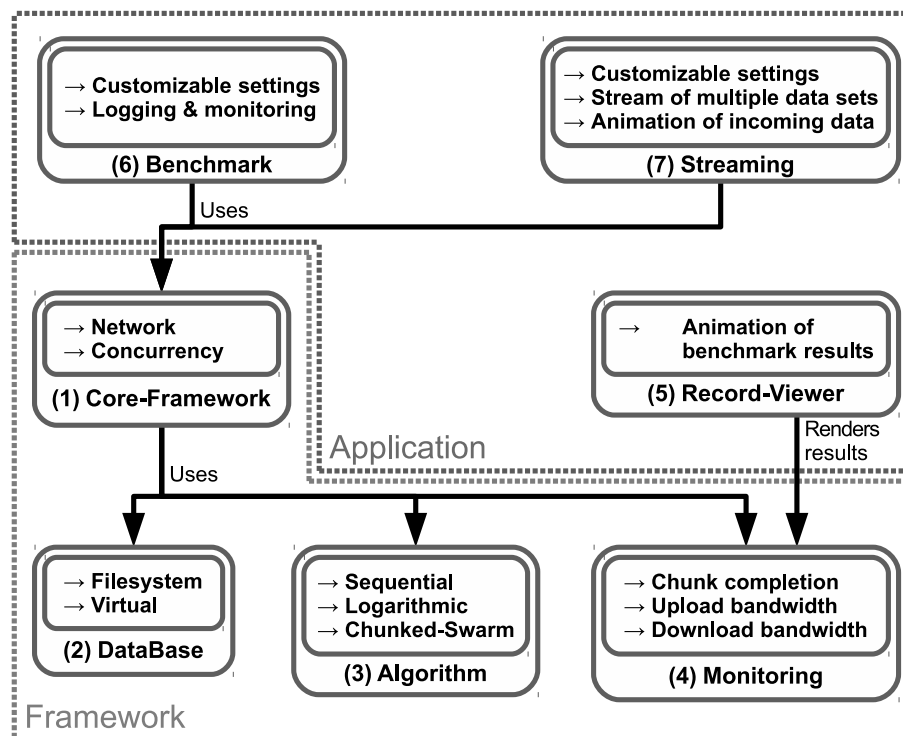 → Customizable settings
→ Logging & monitoring
(6) Benchmark
→ Customizable settings
→ Stream of multiple data sets
→ Animation of incoming data
(7) Streaming
Uses
→ Network
→ Concurrency
(1) Core-Framework
→ Animation of
benchmark results
(5) Record-Viewer
Application
Renders
results
Uses
→ Filesystem
→ Virtual
(2) DataBase
→ Sequential
→ Logarithmic
→ Chunked-Swarm
(3) Algorithm
→ Chunk completion
→ Upload bandwidth
→ Download bandwidth
(4) Monitoring
Framework